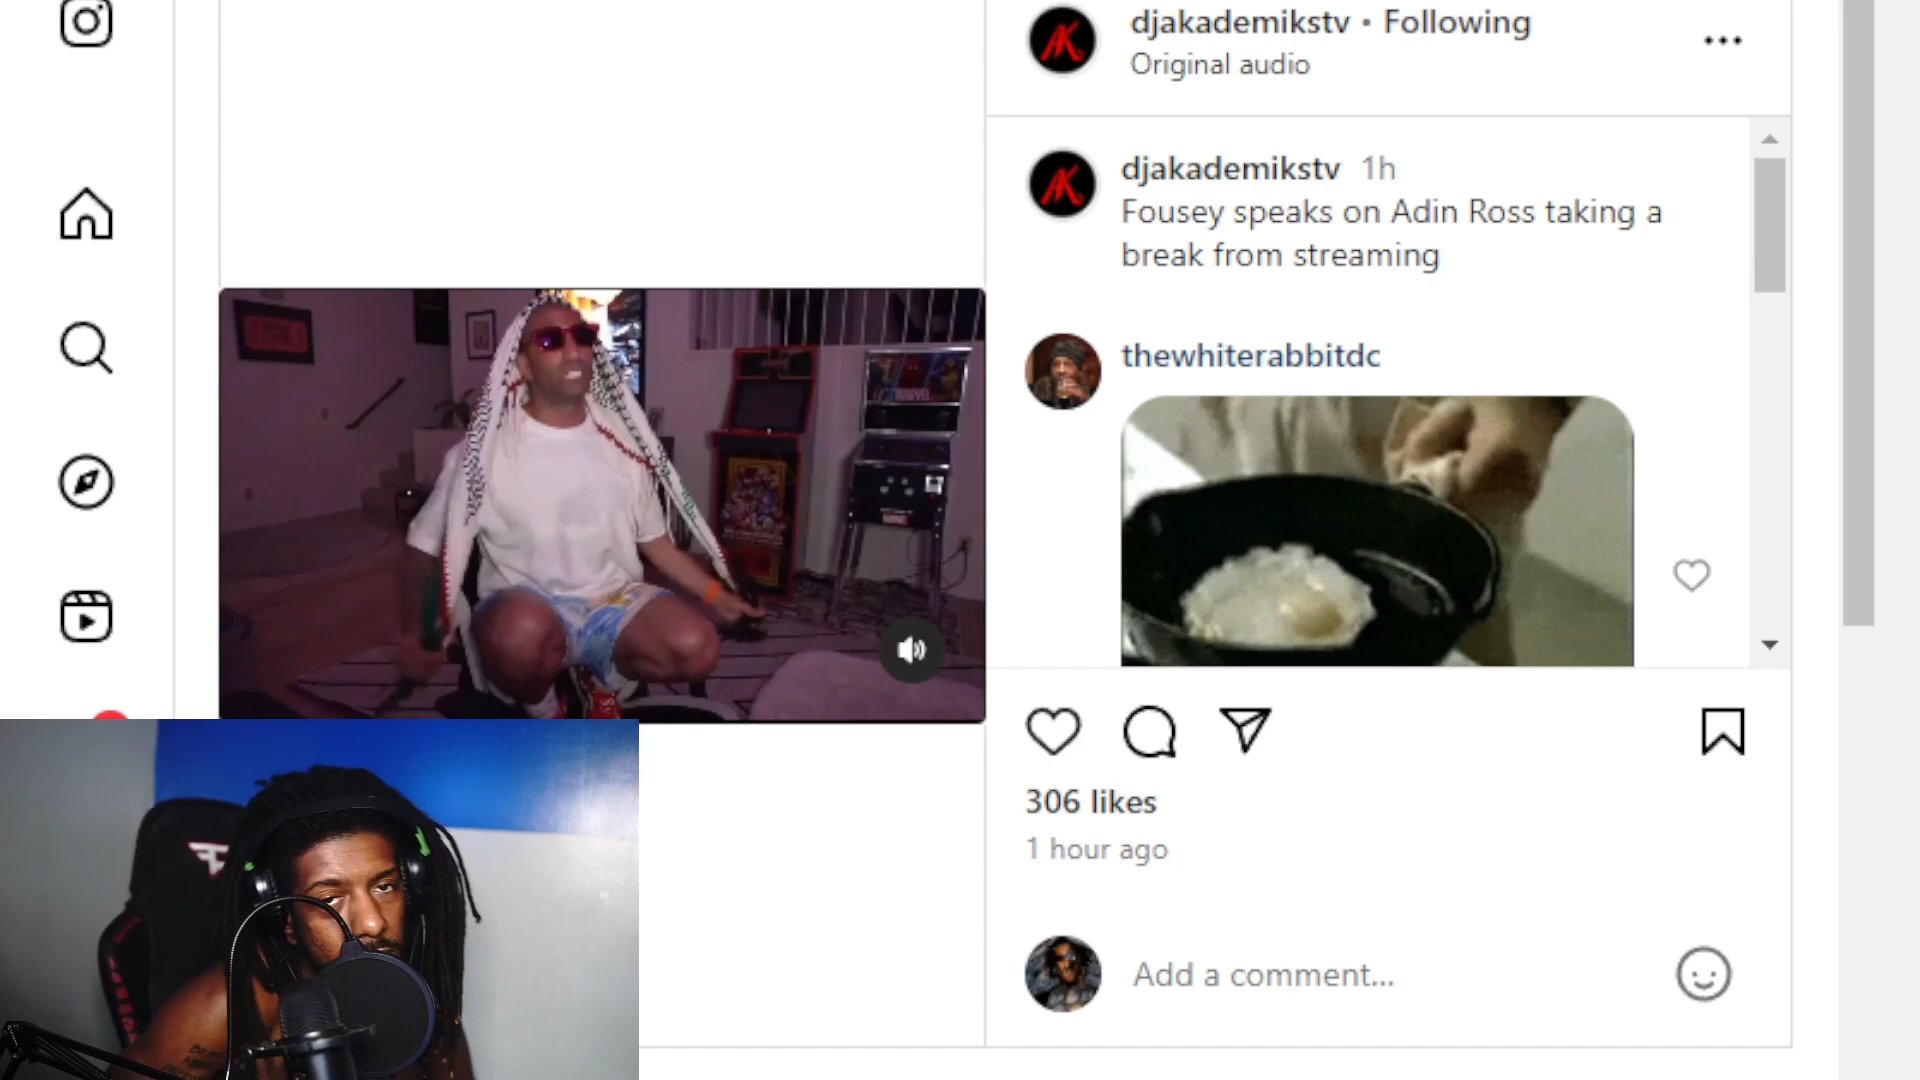 djakademikstv • Following
Original audio
djakademikstv 1h
Fousey speaks on Adin Ross taking a
break from streaming
thewhiterabbitdc
MARVEL
306 likes
1 hour ago
Add a comment...